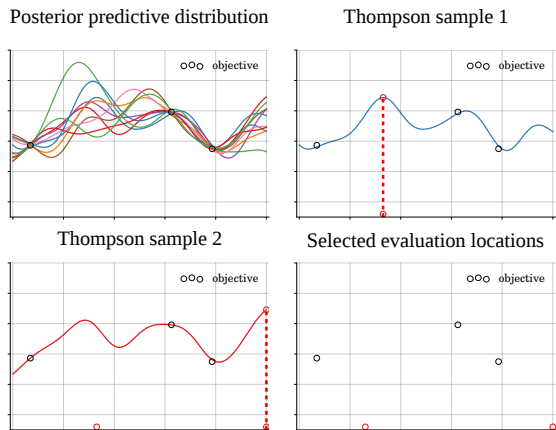 Posterior predictive distribution
Thompson sample 1
objective
objective
Thompson sample 2
Selected evaluation locations
objective
objective